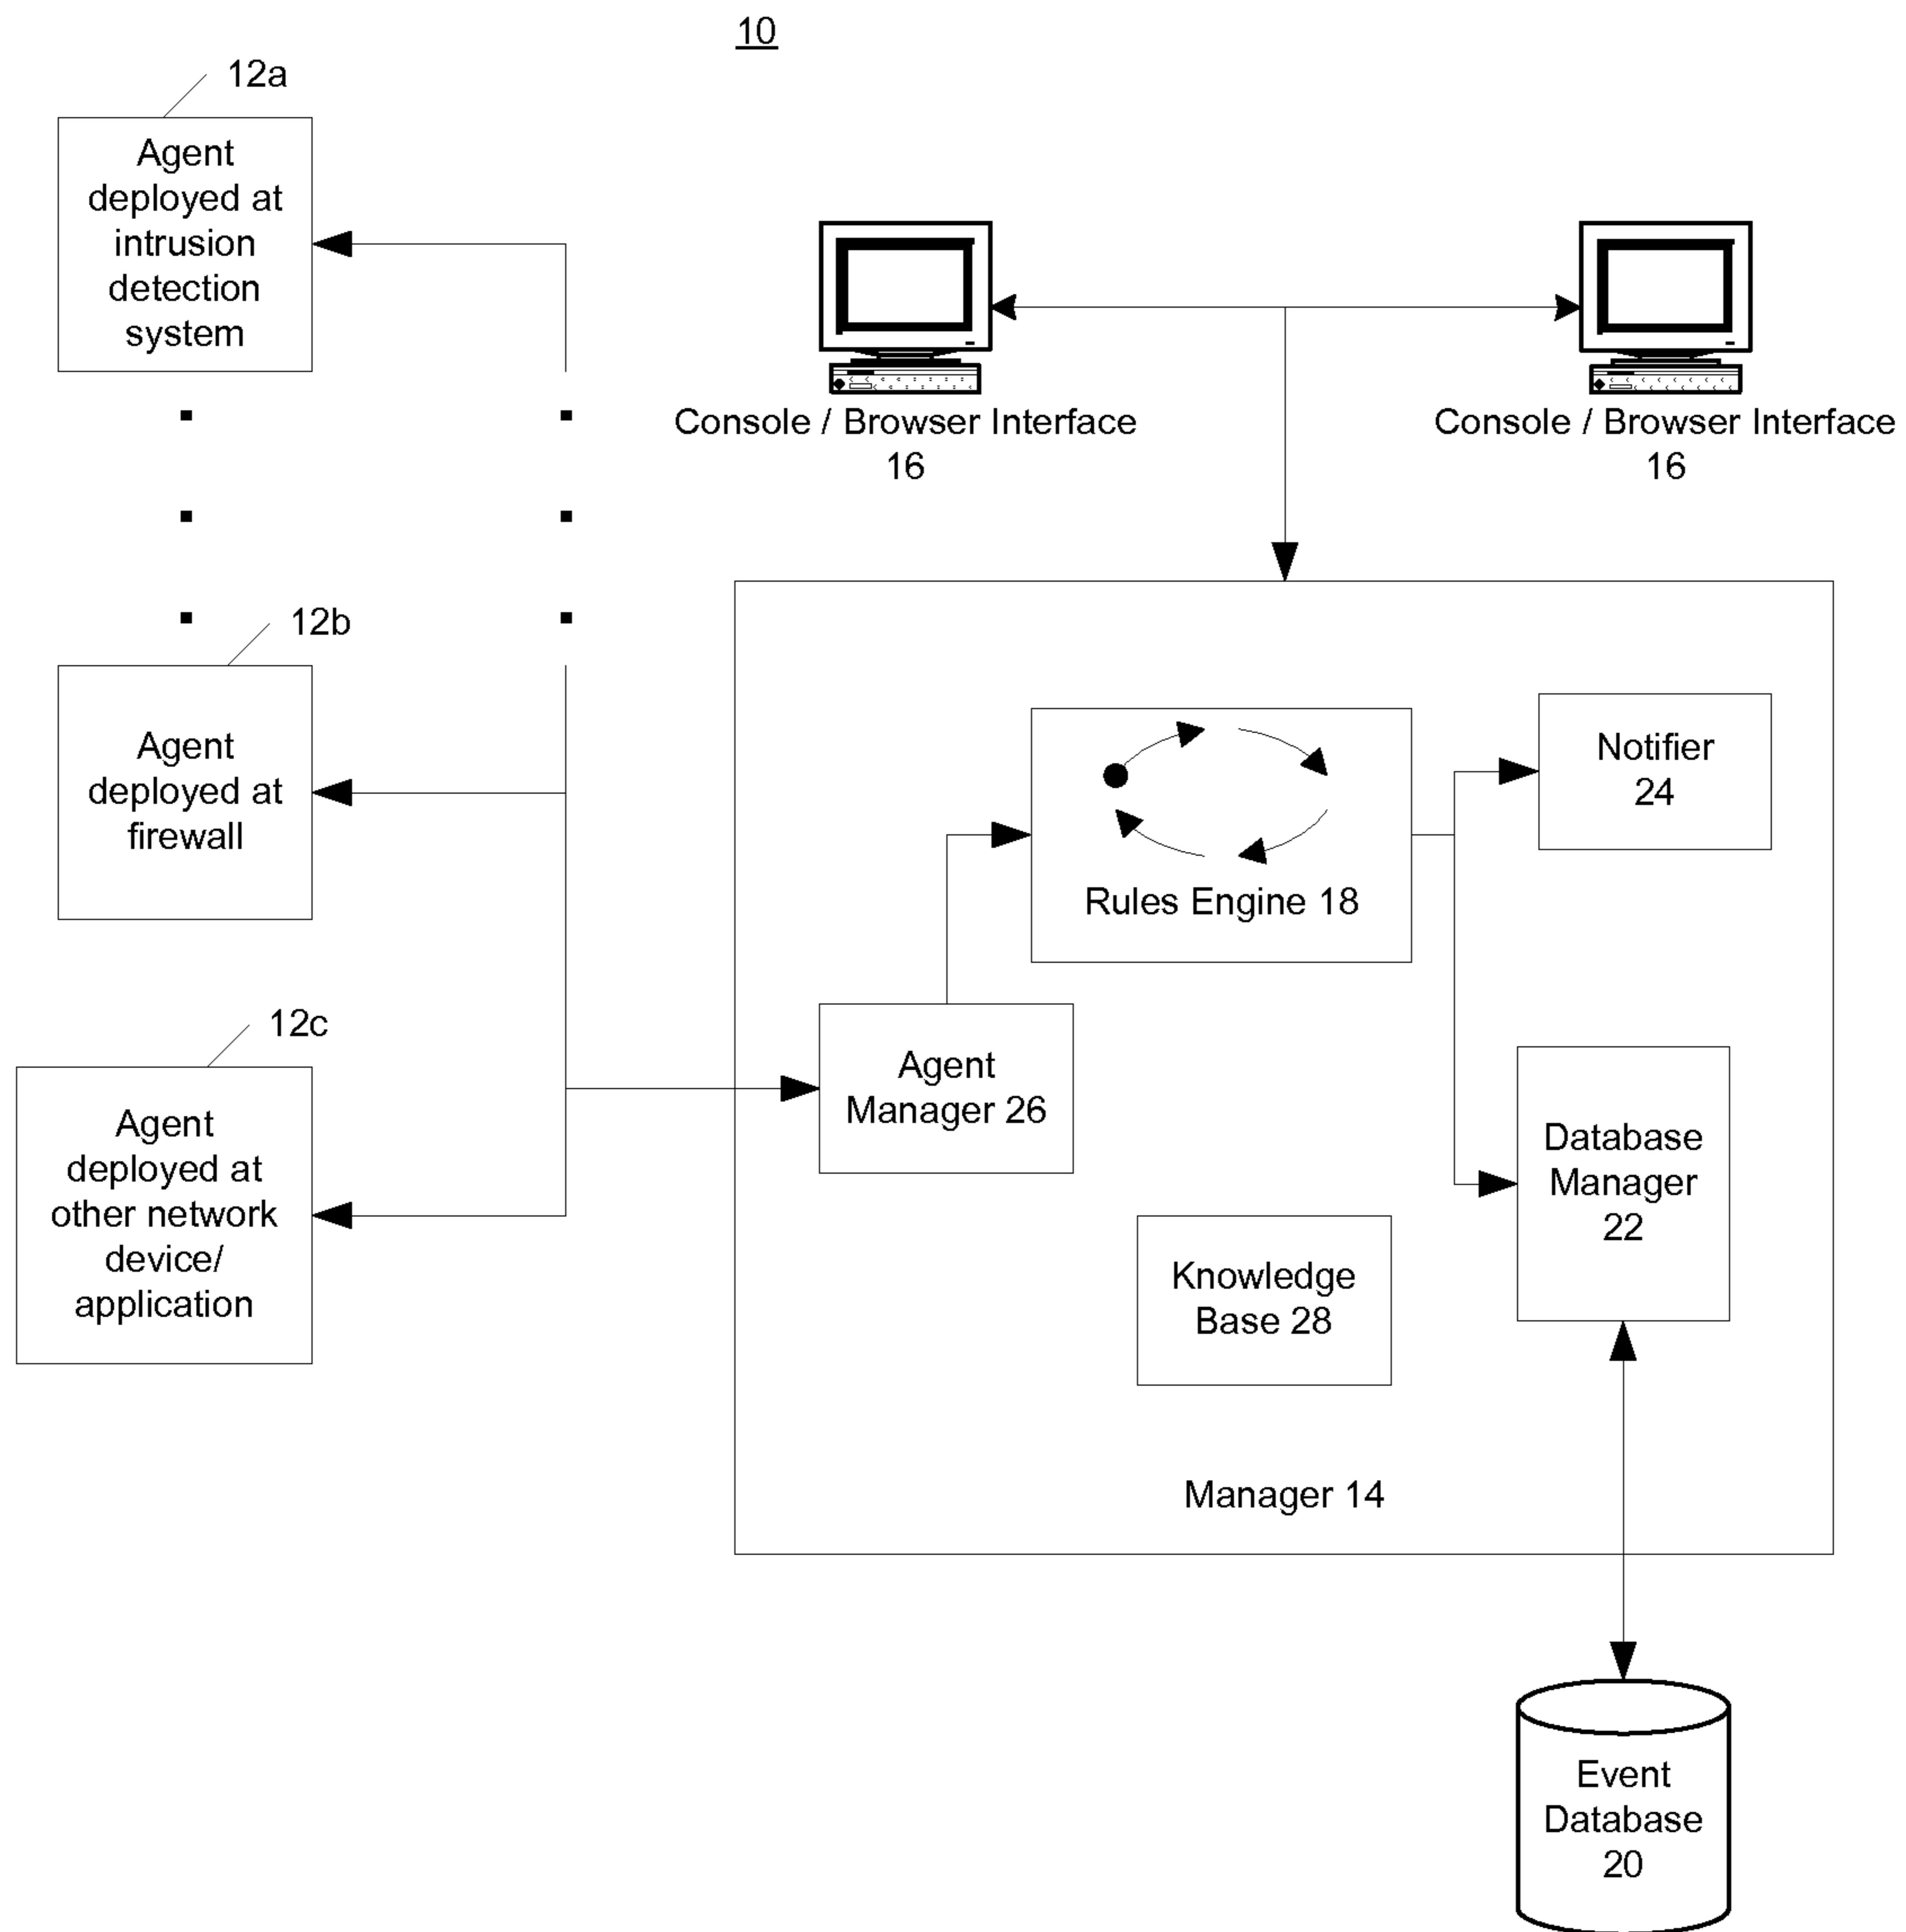 10
12a
Agent
deployed at
intrusion
detection
system
Console / Browser Interface
16
Console / Browser Interface
16
12b
Agent
deployed at
firewall
12c
Agent
deployed at
other network
device/
application
Rules Engine 18
Notifier
24
Agent
Manager 26
Database
Manager
22
Knowledge
Base 28
Manager 14
Event
Database
20